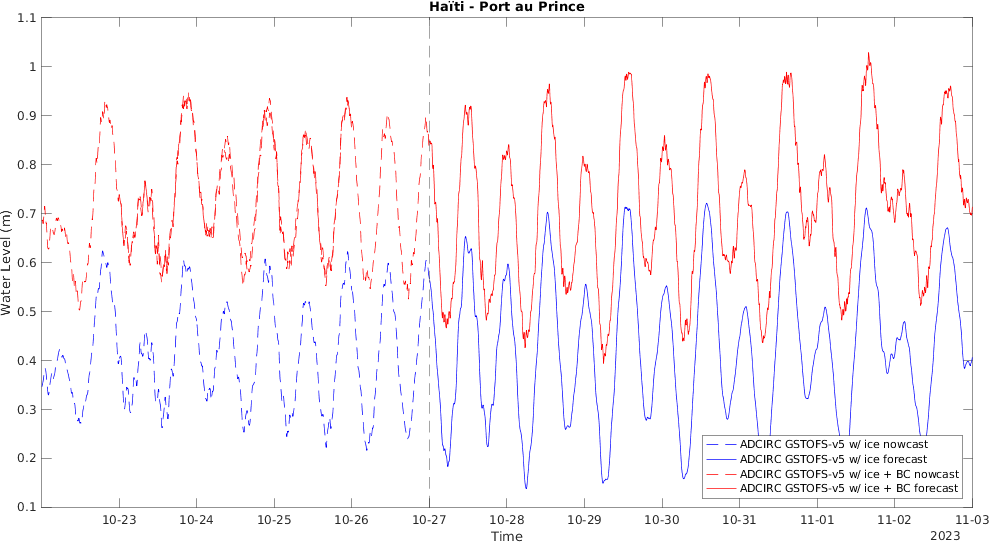 Haïti - Port au Prince
1.1
1
0.9
0.8
0.7
0.6
0.5
0.4
0.3
0.2
0.1
Water Level (m)
10-23 10-24 10-25 10-26 10-27 10-28 10-29 10-30 10-31 11-01 11-02 11-03
Time
2023
ADCIRC GSTOFS-v5 w/ ice nowcast
ADCIRC GSTOFS-v5 w/ ice forecast
ADCIRC GSTOFS-v5 w/ ice + BC nowcast
ADCIRC GSTOFS-v5 w/ ice + BC forecast